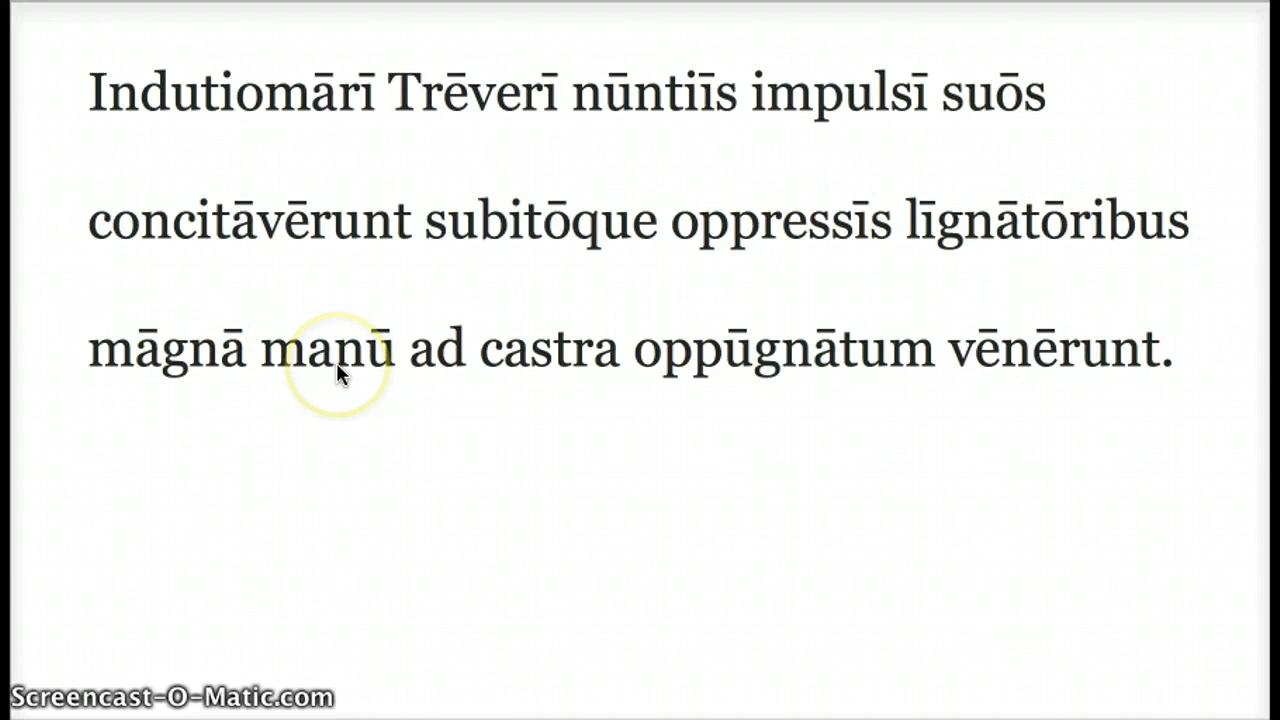 Indutiomārī Trēverī nūntiīs impulsī suōs
concitāvērunt subitōque oppressīs līgnātōribus
māgnā manū ad castra oppūgnātum vēnērunt.
Screencast-O-Matic.com